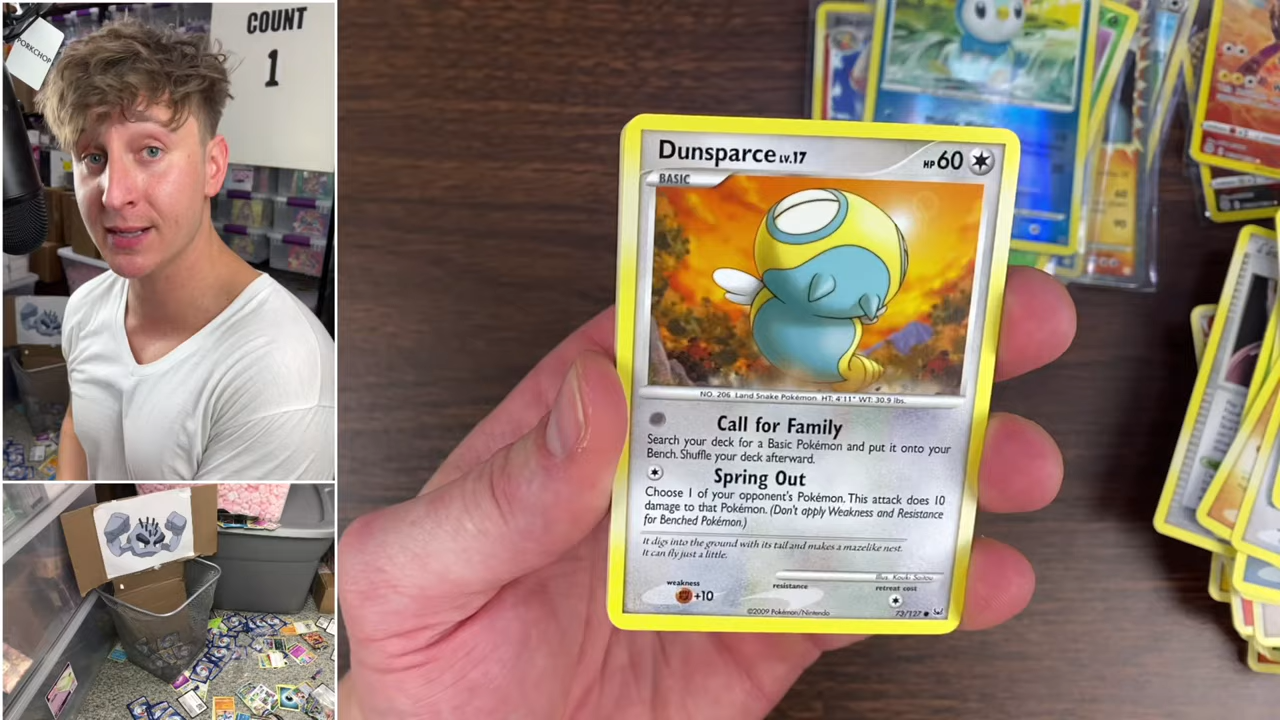 PORKCHOP
COUNT
1
Dunsparce LV.17
HP 60
BASIC
NO. 206 Land Snake Pokémon. HT: 4'11" WT: 30.9 lbs.
Call for Family
Search your deck for a Basic Pokémon and put it onto your
Bench. Shuffle your deck afterward.
Spring Out
Choose 1 of your opponent's Pokémon. This attack does 10
damage to that Pokémon. (Don't apply Weakness and Resistance
for Benched Pokémon.)
It digs into the ground with its tail and makes a mazelike nest.
It can fly just a little.
Illus. Kouki Saitou
weakness
resistance
retreat cost
+10
©2009 Pokémon/Nintendo
73/127
60
90